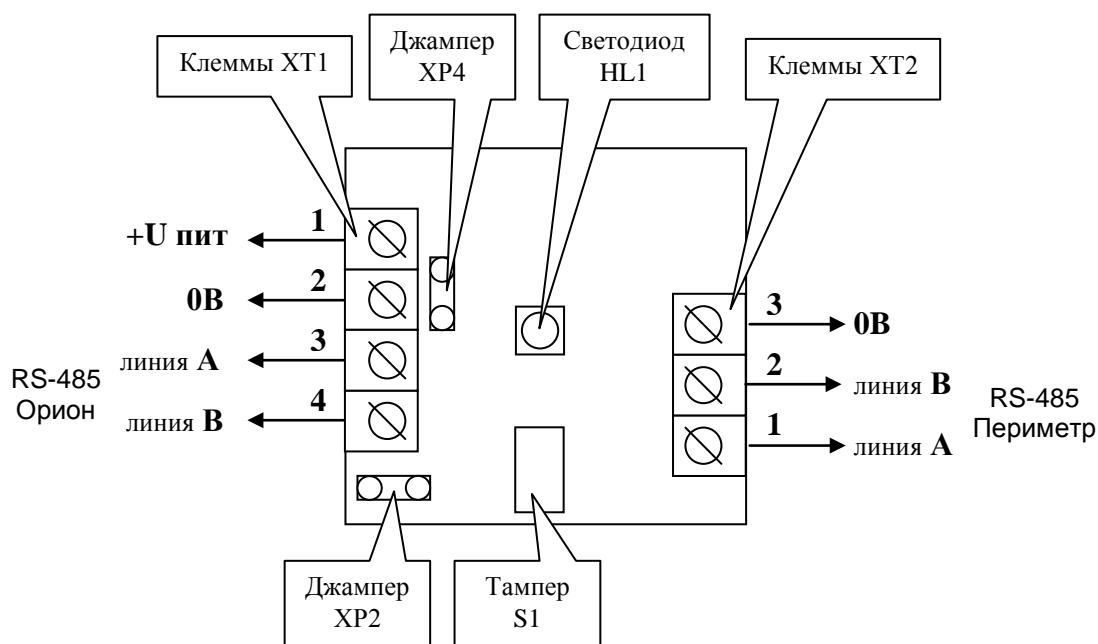 Клеммы XT1
Джампер
XP4
Светодиод
HL1
Клеммы XT2
+U пит
1
0В
2
линия А
3
линия В
4
RS-485
Орион
3
0В
2
линия В
1
линия А
RS-485
Периметр
Джампер
XP2
Тампер
S1